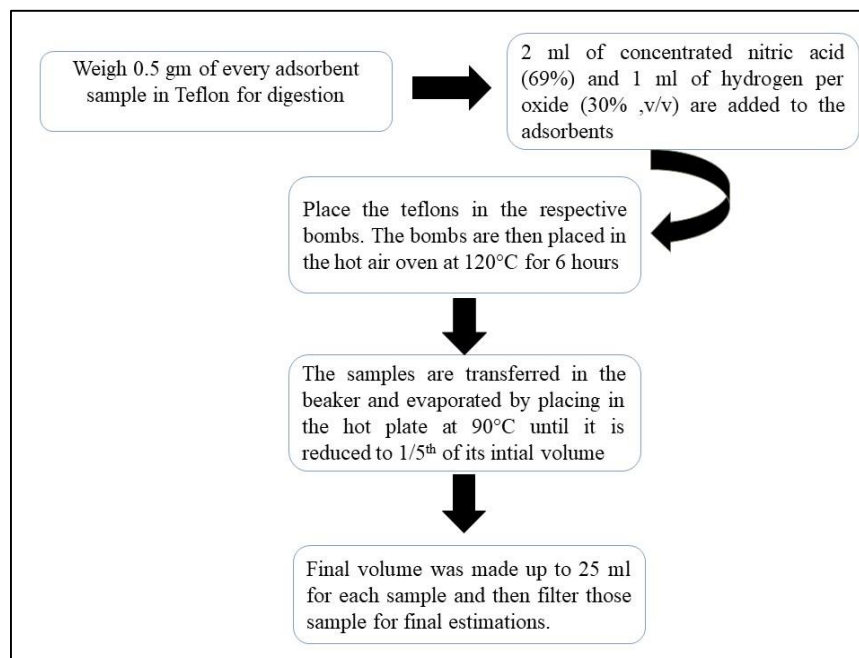 Weigh 0.5 gm of every adsorbent
sample in Teflon for digestion
2 ml of concentrated nitric acid
(69%) and 1 ml of hydrogen per
oxide (30% ,v/v) are added to the
adsorbents
Place the teflons in the respective
bombs. The bombs are then placed in
the hot air oven at 120°C for 6 hours
The samples are transferred in the
beaker and evaporated by placing in
the hot plate at 90°C until it is
reduced to 1/5th of its intial volume
Final volume was made up to 25 ml
for each sample and then filter those
sample for final estimations.